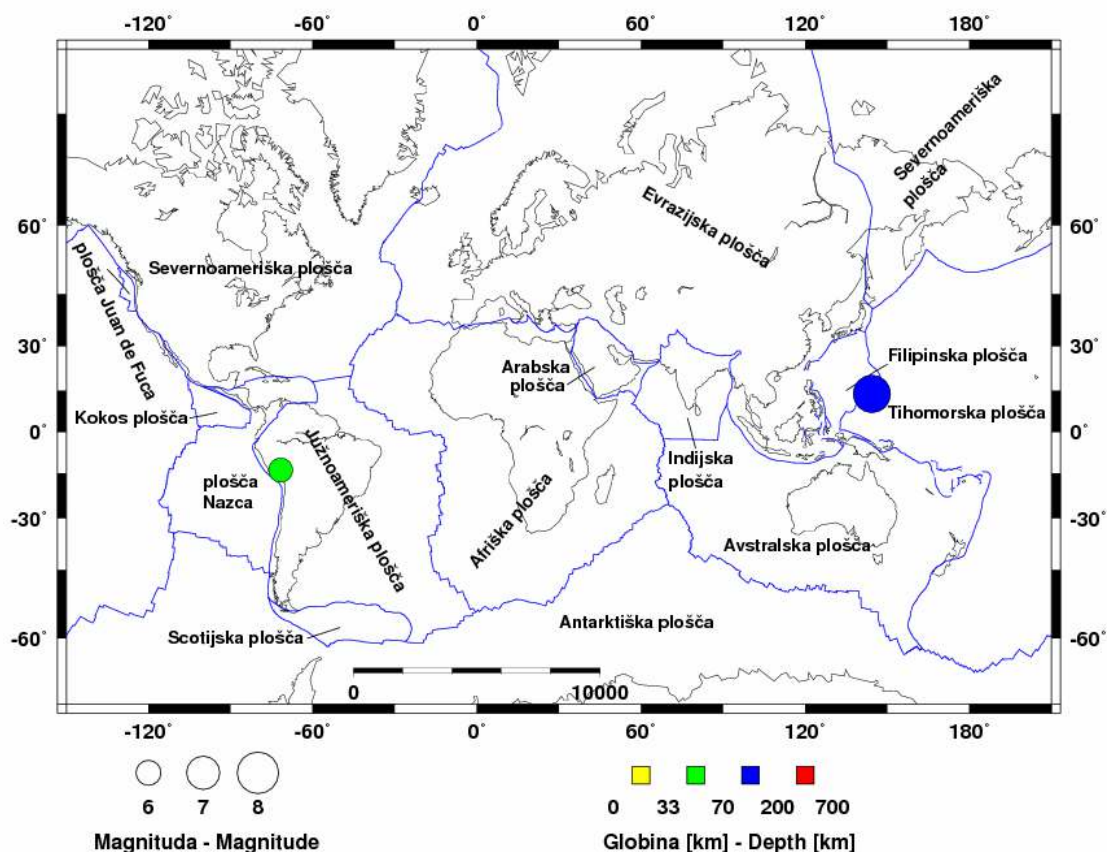 -120° -60° 0° 60° 120° 180°
60° 60°
30° 30°
0° 0°
-30° -30°
-60° -60°
Severnoameriška
plošča
Evrazijska plošča
Severnoameriška plošča
plošča Juan de Fuca
Filipinska plošča
Arabska
plošča
Kokos plošča
Tihomorska plošča
Indijska
plošča
plošča
Nazca
Južnoameriška plošča
Afriška plošča
Avstralska plošča
Antarktiška plošča
Scotijska plošča
0 10000
-120° -60° 0° 60° 120° 180°
6 7 8
Magnituda - Magnitude
0 33 70 200 700
Globina [km] - Depth [km]